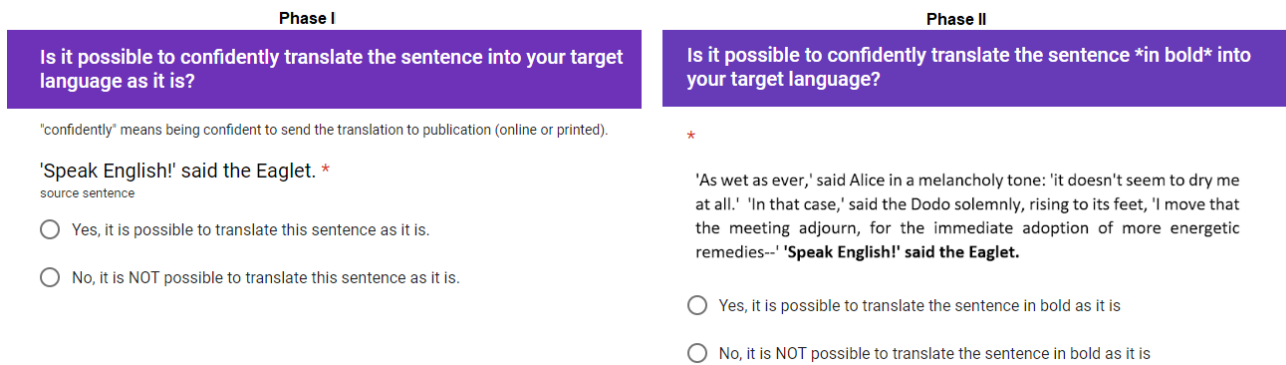 Phase I
Is it possible to confidently translate the sentence into your target
language as it is?
"confidently" means being confident to send the translation to publication (online or printed).
'Speak English!' said the Eaglet. *
source sentence
Yes, it is possible to translate this sentence as it is.
No, it is NOT possible to translate this sentence as it is.
Phase II
Is it possible to confidently translate the sentence *in bold* into
your target language?
*
'As wet as ever,' said Alice in a melancholy tone: 'it doesn't seem to dry me
at all.' 'In that case,' said the Dodo solemnly, rising to its feet, 'I move that
the meeting adjourn, for the immediate adoption of more energetic
remedies--' 'Speak English!' said the Eaglet.
Yes, it is possible to translate the sentence in bold as it is
No, it is NOT possible to translate the sentence in bold as it is